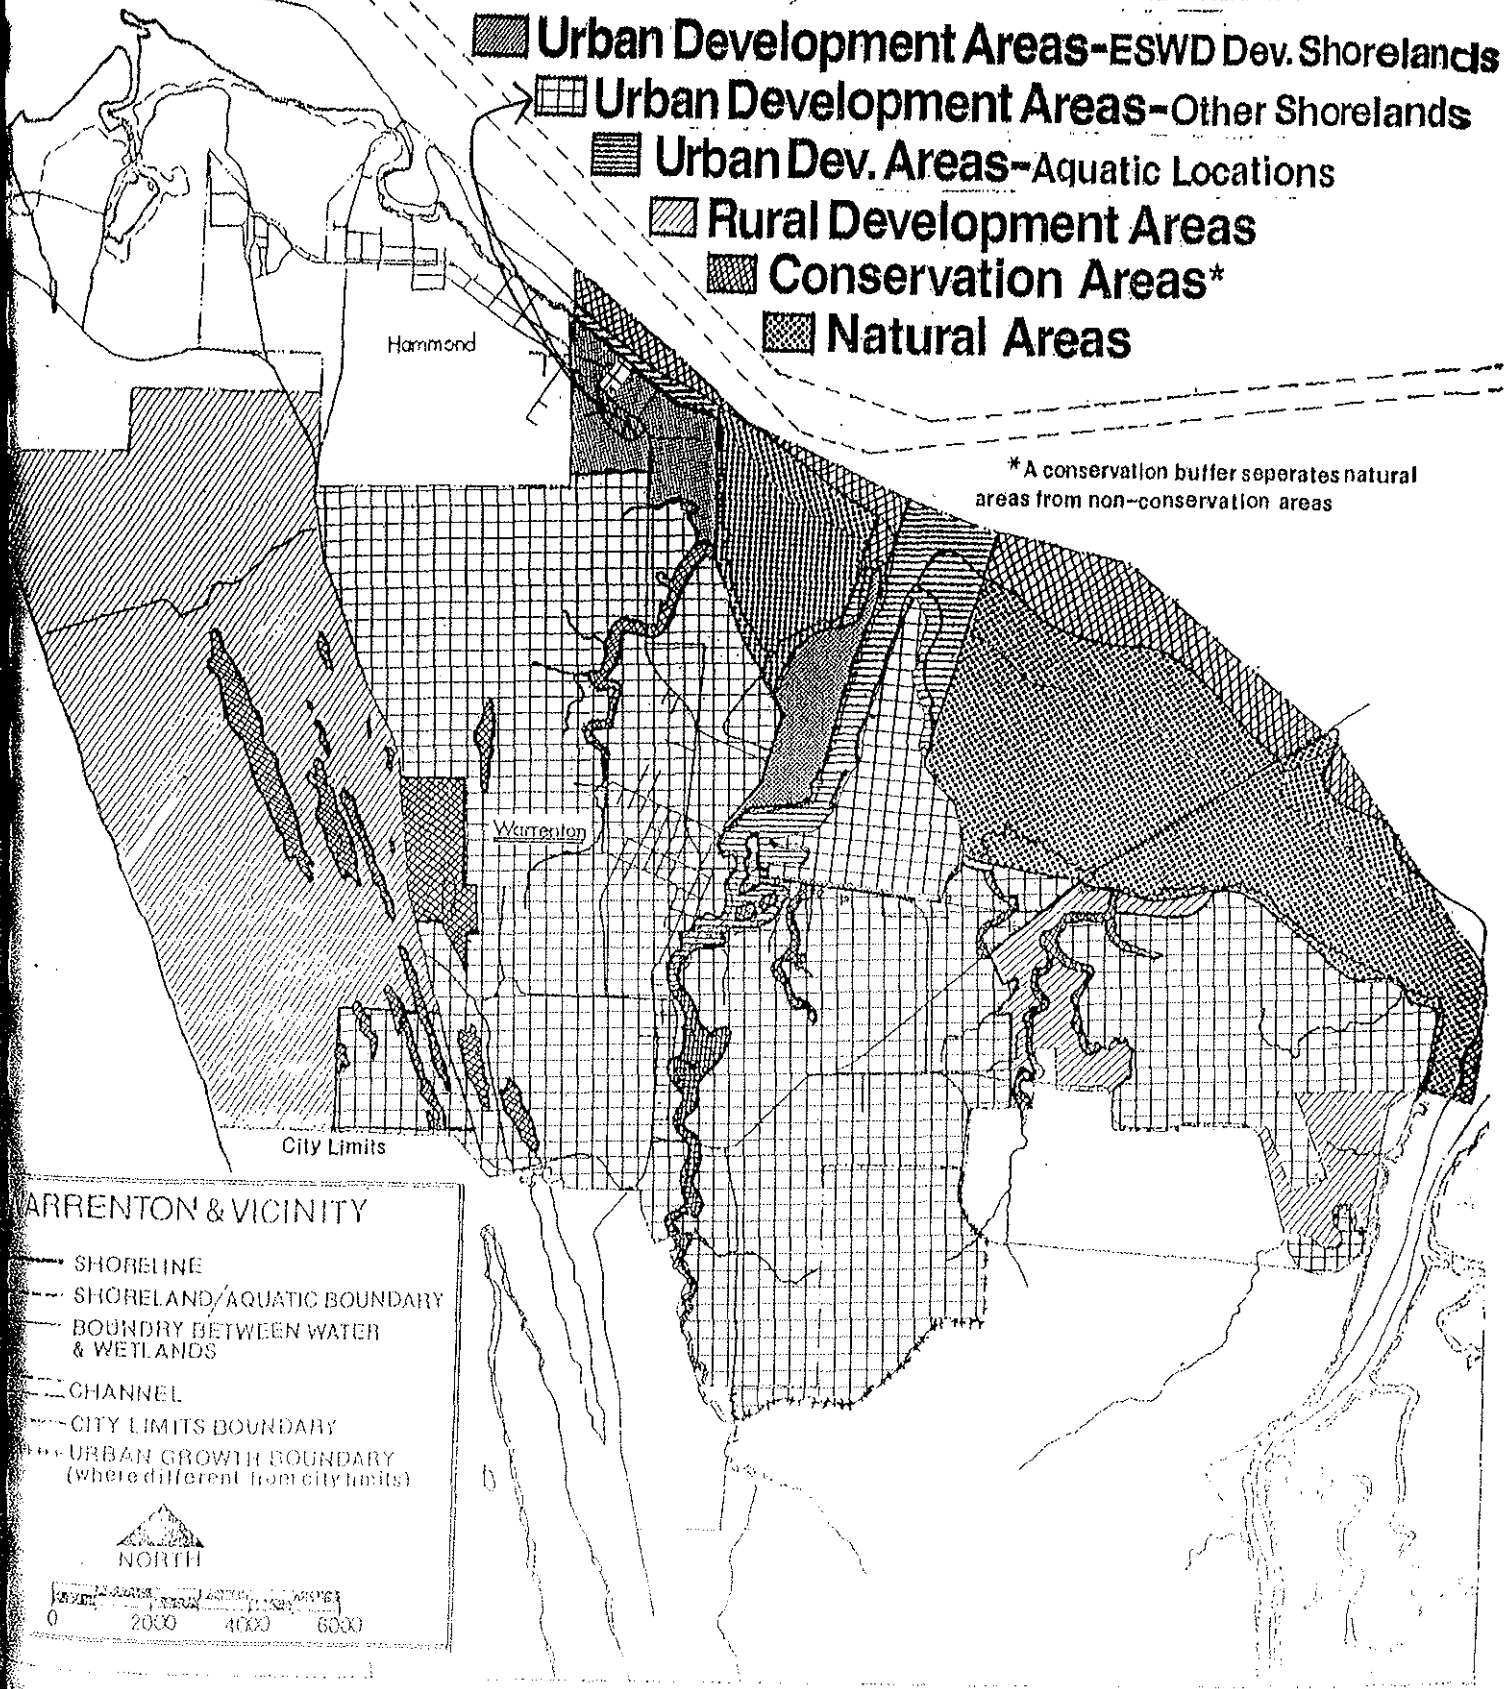 Urban Development Areas-ESWD Dev. Shorelands
Urban Development Areas-Other Shorelands
Urban Dev. Areas-Aquatic Locations
Rural Development Areas
Conservation Areas*
Natural Areas
Hammond
*A conservation buffer seperates natural
areas from non-conservation areas
Warrenton
City Limits
ARRENTON & VICINITY
SHORELINE
SHORELAND/AQUATIC BOUNDARY
BOUNDRY BETWEEN WATER
& WETLANDS
CHANNEL
CITY LIMITS BOUNDARY
URBAN GROWTH BOUNDARY
(where different from city limits)
NORTH
0 2000 4000 6000